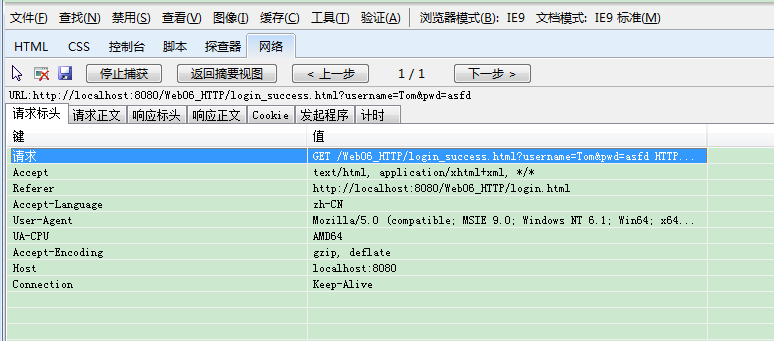 文件(F) 查找(N) 禁用(S) 查看(V) 图像(I) 缓存(C) 工具(T) 验证(A) 浏览器模式(B): IE9 文档模式: IE9 标准(M)
HTML CSS 控制台 脚本 探查器 网络
停止捕获 返回摘要视图 < 上一步 1 / 1 下一步 >
URL:http://localhost:8080/Web06_HTTP/login_success.html?username=Tom&pwd=asfd
请求标头 请求正文 响应标头 响应正文 Cookie 发起程序 计时
键 值
请求 GET /Web06_HTTP/login_success.html?username=Tom&pwd=asfd HTTP...
Accept text/html, application/xhtml+xml, */*
Referer http://localhost:8080/Web06_HTTP/login.html
Accept-Language zh-CN
User-Agent Mozilla/5.0 (compatible; MSIE 9.0; Windows NT 6.1; Win64; x64...
UA-CPU AMD64
Accept-Encoding gzip, deflate
Host localhost:8080
Connection Keep-Alive